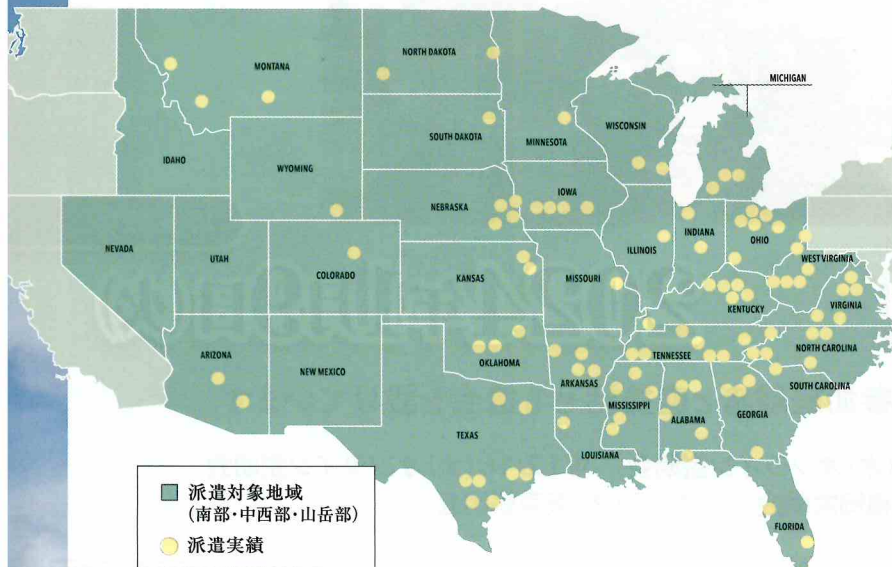 MICHIGAN
NORTH DAKOTA
MONTANA
WISCONSIN
SOUTH DAKOTA
MINNESOTA
IDAHO
WYOMING
IOWA
NEBRASKA
INDIANA
OHIO
NEVADA
UTAH
ILLINOIS
WEST VIRGINIA
COLORADO
KANSAS
MISSOURI
VIRGINIA
KENTUCKY
NORTH CAROLINA
ARIZONA
TENNESSEE
OKLAHOMA
NEW MEXICO
ARKANSAS
SOUTH CAROLINA
MISSISSIPPI
GEORGIA
ALABAMA
TEXAS
LOUISIANA
FLORIDA
派遣対象地域
(南部・中西部・山岳部)
派遣実績